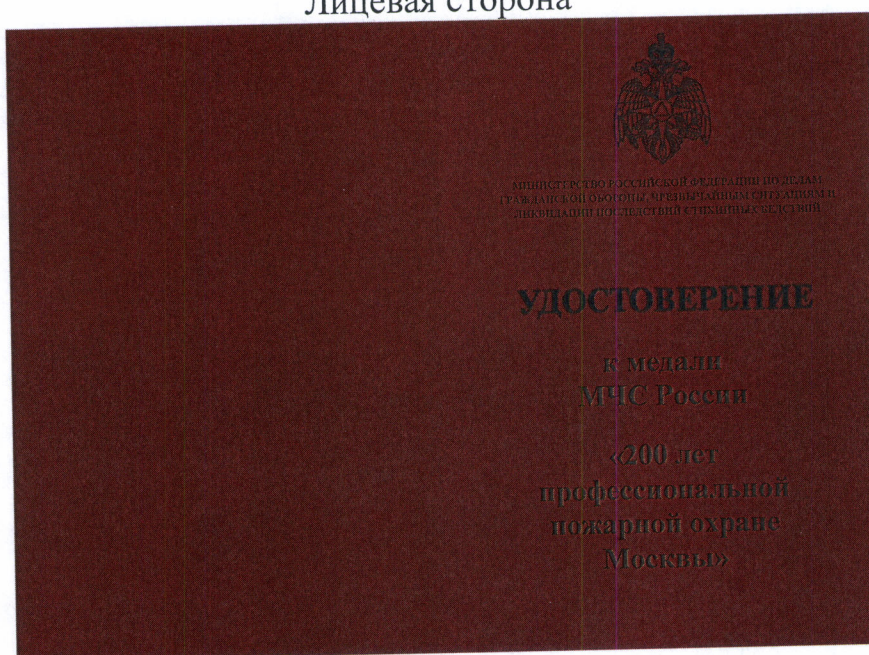 Лицевая сторона
МИНИСТЕРСТВО РОССИЙСКОЙ ФЕДЕРАЦИИ ПО ДЕЛАМ
ГРАЖДАНСКОЙ ОБОРОНЫ, ЧРЕЗВЫЧАЙНЫМ СИТУАЦИЯМ И
ЛИКВИДАЦИИ ПОСЛЕДСТВИЙ СТИХИЙНЫХ БЕДСТВИЙ
УДОСТОВЕРЕНИЕ
к медали
МЧС России
«200 лет
профессиональной
пожарной охране
Москвы»